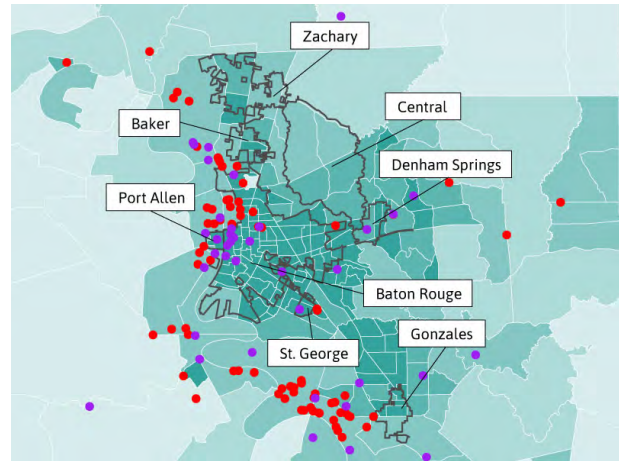 Zachary
Baker
Central
Denham Springs
Port Allen
Baton Rouge
Gonzales
St. George